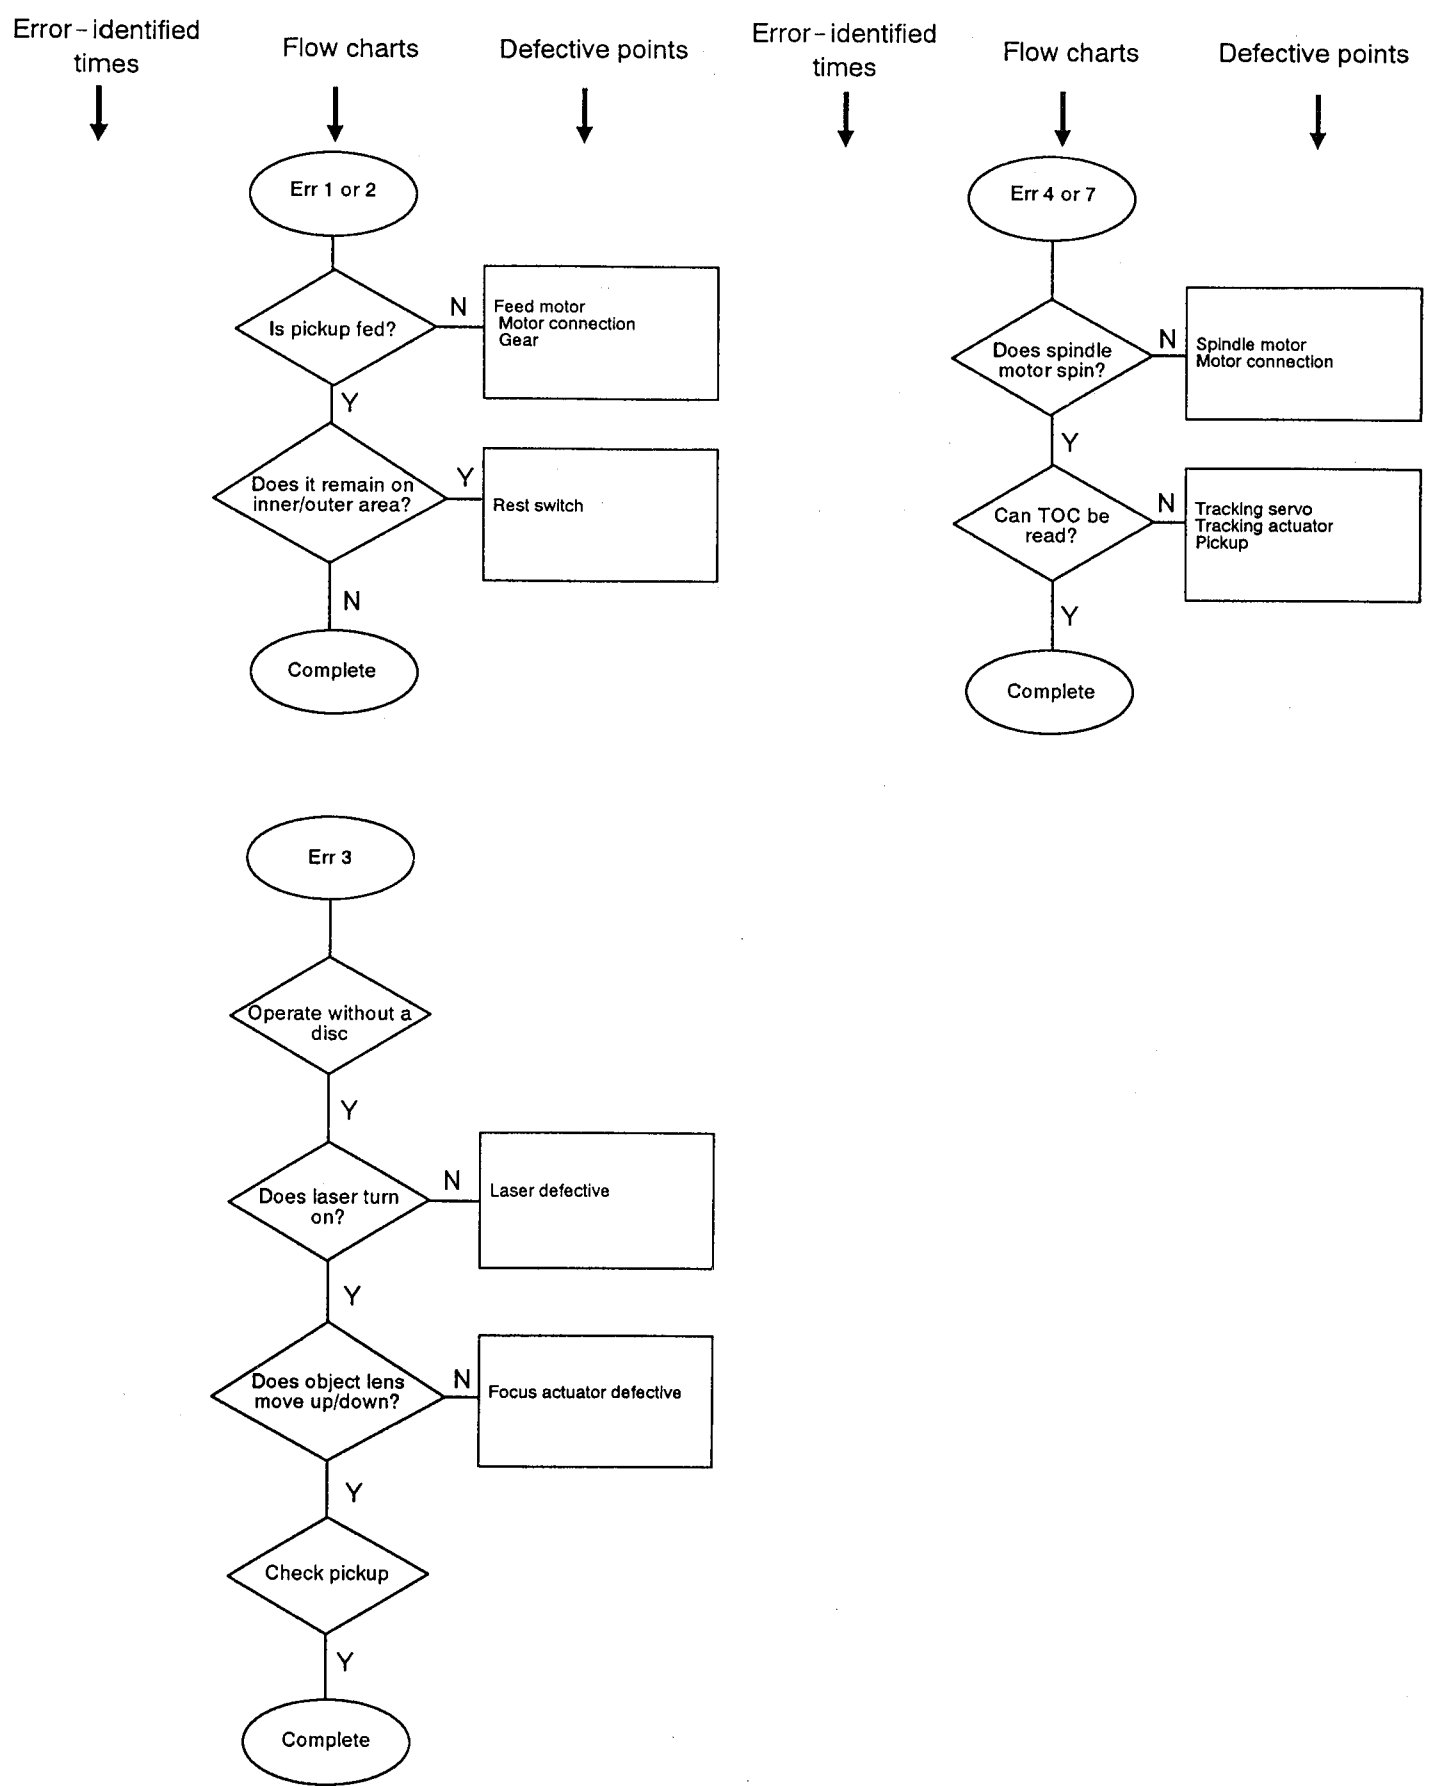 Error-identified
times
Flow charts
Defective points
Err 1 or 2
Is pickup fed?
N
Feed motor
Motor connection
Gear
Y
Does it remain on
inner/outer area?
Y
Rest switch
N
Complete
Error-identified
times
Flow charts
Defective points
Err 4 or 7
Does spindle
motor spin?
N
Spindle motor
Motor connection
Y
Can TOC be
read?
N
Tracking servo
Tracking actuator
Pickup
Y
Complete
Err 3
Operate without a
disc
Y
Does laser turn
on?
N
Laser defective
Y
Does object lens
move up/down?
N
Focus actuator defective
Y
Check pickup
Y
Complete